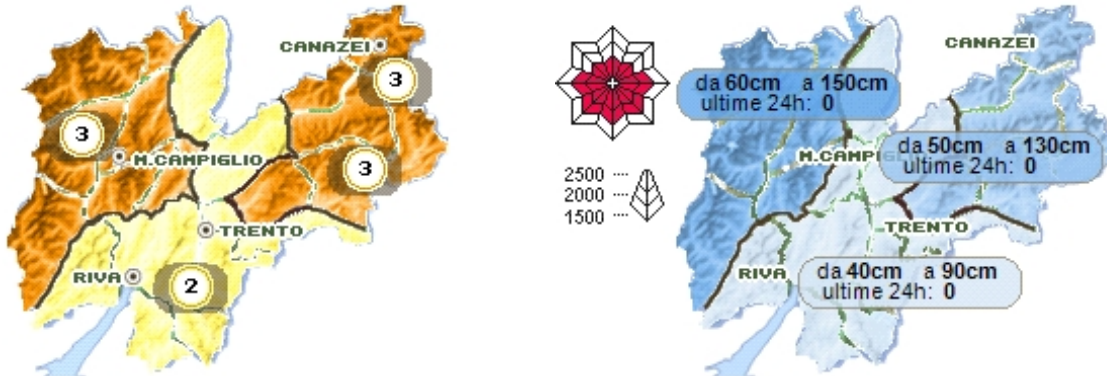 CANAZEI
3
3
M.CAMPIGLIO
3
TRENTO
RIVA
2
CANAZEI
da 60cm a 150cm
ultime 24h: 0
da 50cm a 130cm
ultime 24h: 0
2500
2000
1500
TRENTO
RIVA
da 40cm a 90cm
ultime 24h: 0